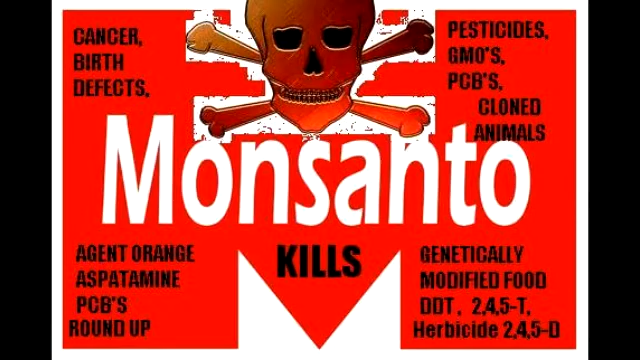 CANCER,
BIRTH
DEFECTS,
PESTICIDES,
GMO'S,
PCB'S,
CLONED
ANIMALS
Monsanto
KILLS
AGENT ORANGE
ASPATAMINE
PCB'S
ROUND UP
GENETICALLY
MODIFIED FOOD
DDT , 2,4,5-T,
Herbicide 2,4,5-D